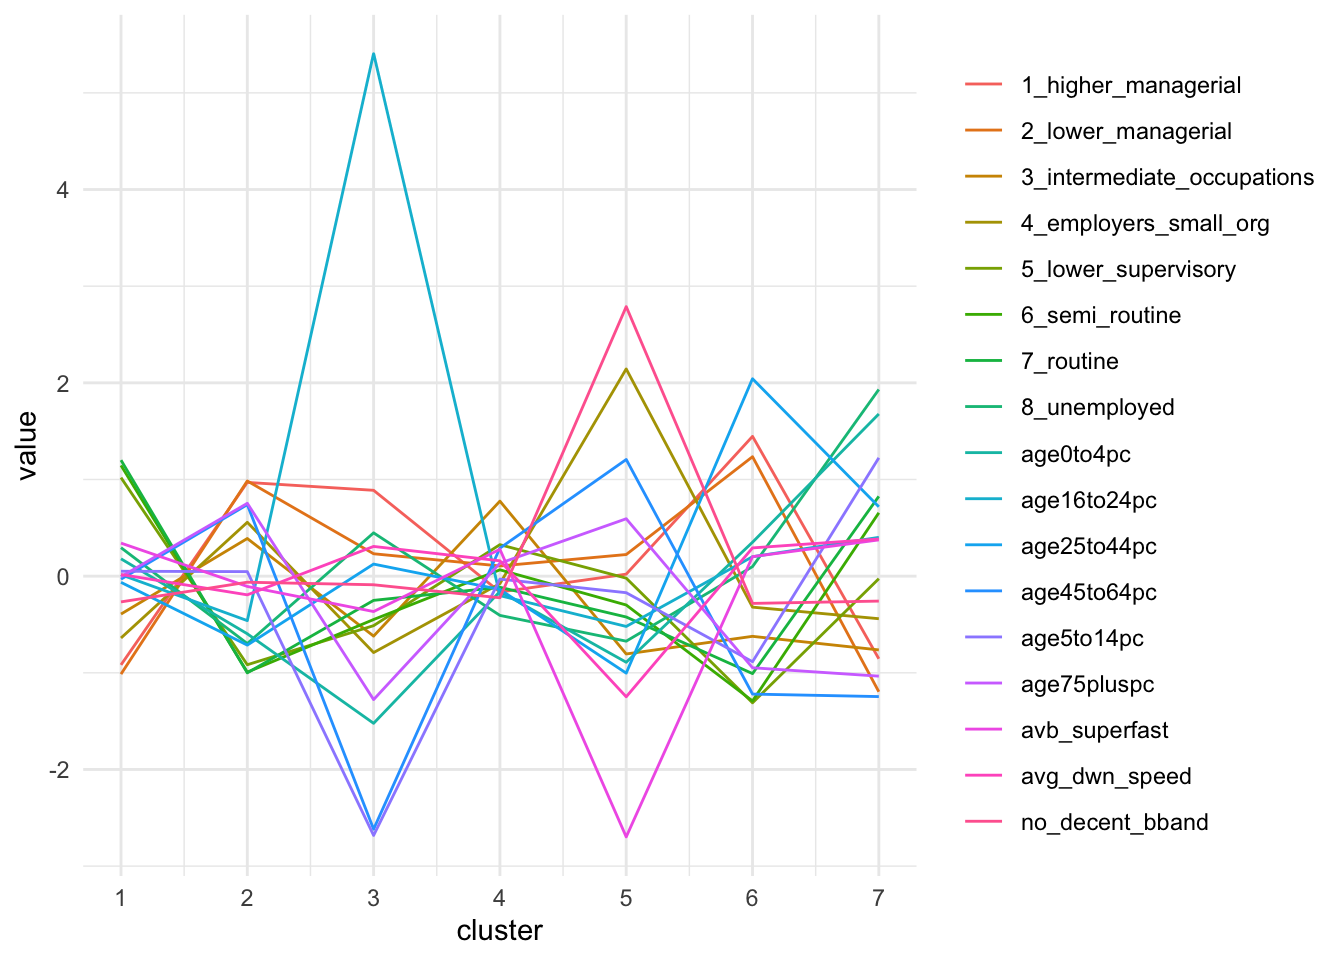 value
4
2
0
-2
1 2 3 4 5 6 7
cluster
1_higher_managerial
2_lower_managerial
3_intermediate_occupations
4_employers_small_org
5_lower_supervisory
6_semi_routine
7_routine
8_unemployed
age0to4pc
age16to24pc
age25to44pc
age45to64pc
age5to14pc
age75pluspc
avb_superfast
avg_dwn_speed
no_decent_bband